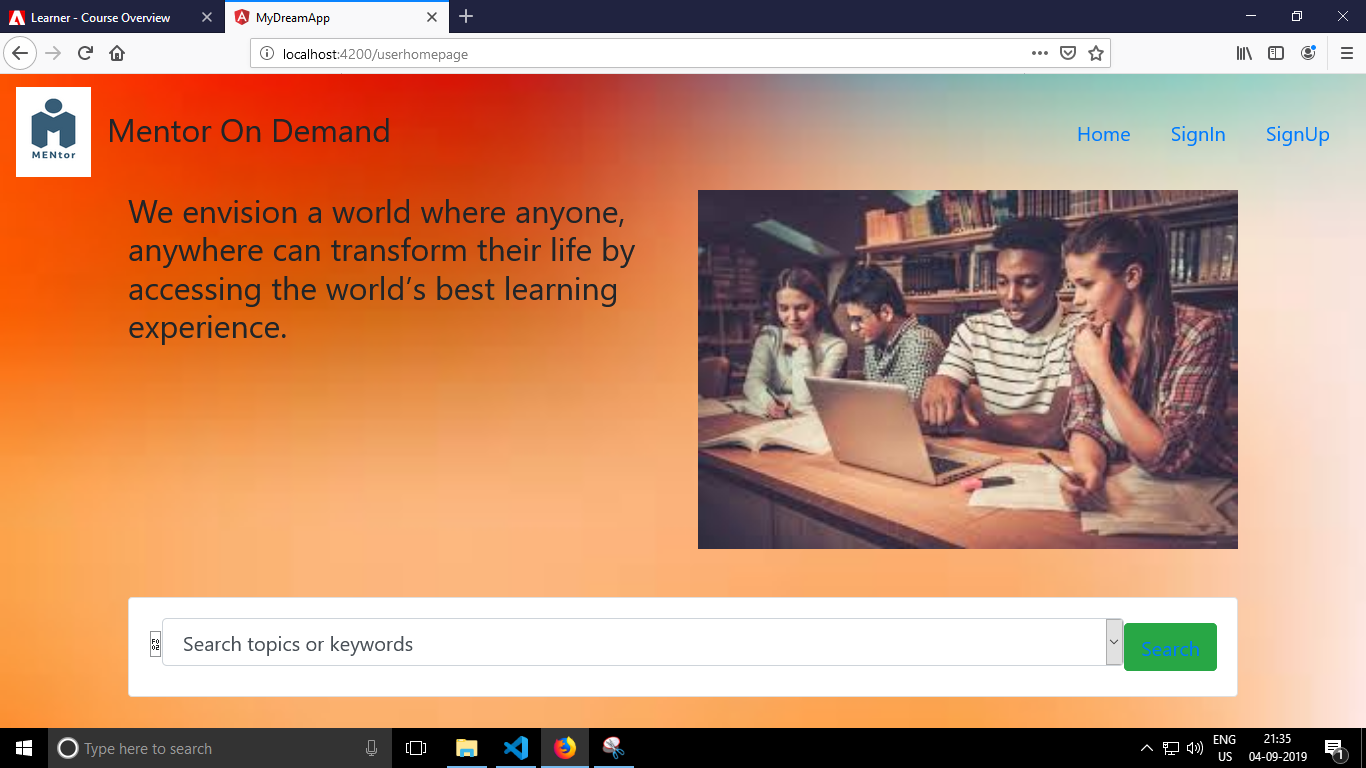 Learner - Course Overview
MyDreamApp
localhost:4200/userhomepage
MENtor
Mentor On Demand
Home
SignIn
SignUp
We envision a world where anyone,
anywhere can transform their life by
accessing the world’s best learning
experience.
F0
02
Search topics or keywords
Search
Type here to search
ENG
US
21:35
04-09-2019
1